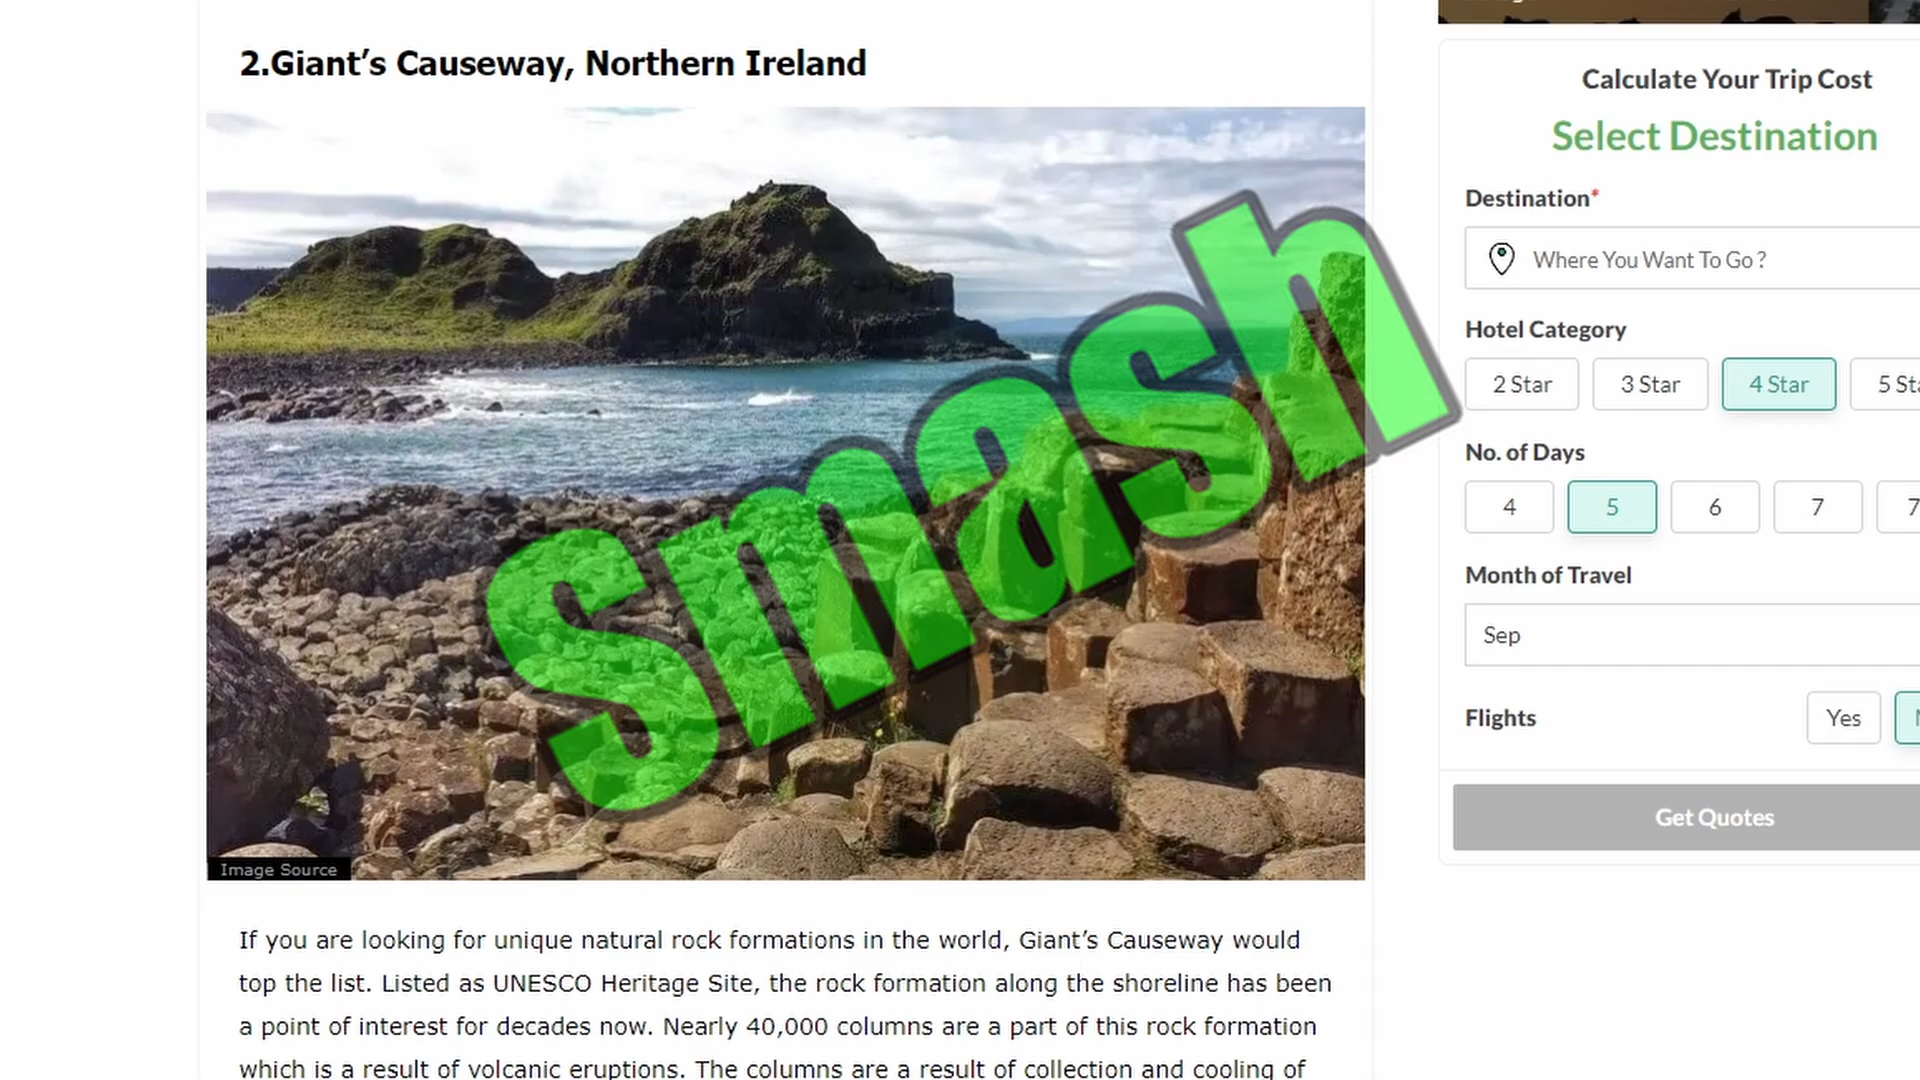 2.Giant’s Causeway, Northern Ireland
Smash
Image Source
If you are looking for unique natural rock formations in the world, Giant’s Causeway would
top the list. Listed as UNESCO Heritage Site, the rock formation along the shoreline has been
a point of interest for decades now. Nearly 40,000 columns are a part of this rock formation
which is a result of volcanic eruptions. The columns are a result of collection and cooling of
Calculate Your Trip Cost
Select Destination
Destination*
Where You Want To Go ?
Hotel Category
2 Star 3 Star 4 Star 5
No. of Days
4 5 6 7 7
Month of Travel
Sep
Flights Yes
Get Quotes